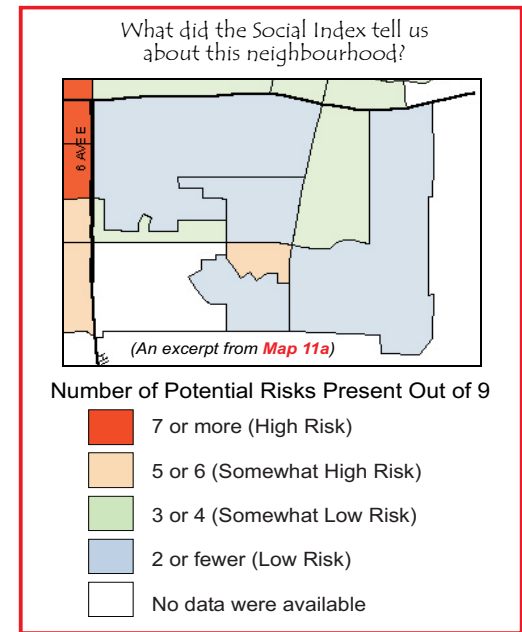 What did the Social Index tell us
about this neighbourhood?
6 AVE E
(An excerpt from Map 11a)
Number of Potential Risks Present Out of 9
7 or more (High Risk)
5 or 6 (Somewhat High Risk)
3 or 4 (Somewhat Low Risk)
2 or fewer (Low Risk)
No data were available